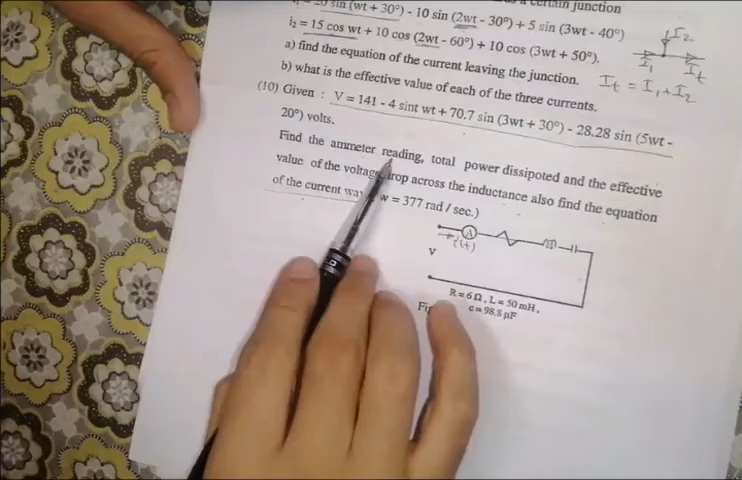 = 20 sin (wt + 30°) - 10 sin (2wt - 30°) + 5 sin (3wt - 40°)
i₂ = 15 cos wt + 10 cos (2wt - 60°) + 10 cos (3wt + 50°).
a) find the equation of the current leaving the junction.
b) what is the effective value of each of the three currents.
I₂
I₁
It
It = I₁ + I₂
(10) Given : V = 141 - 4 sint wt + 70.7 sin (3wt + 30°) - 28.28 sin (5wt -
20°) volts.
Find the ammeter reading, total power dissipoted and the effective
value of the voltage drop across the inductance also find the equation
of the current w = 377 rad / sec.)
A
i(t)
V
R = 6 Ω , L = 50 mH ,
c = 98.8 μF